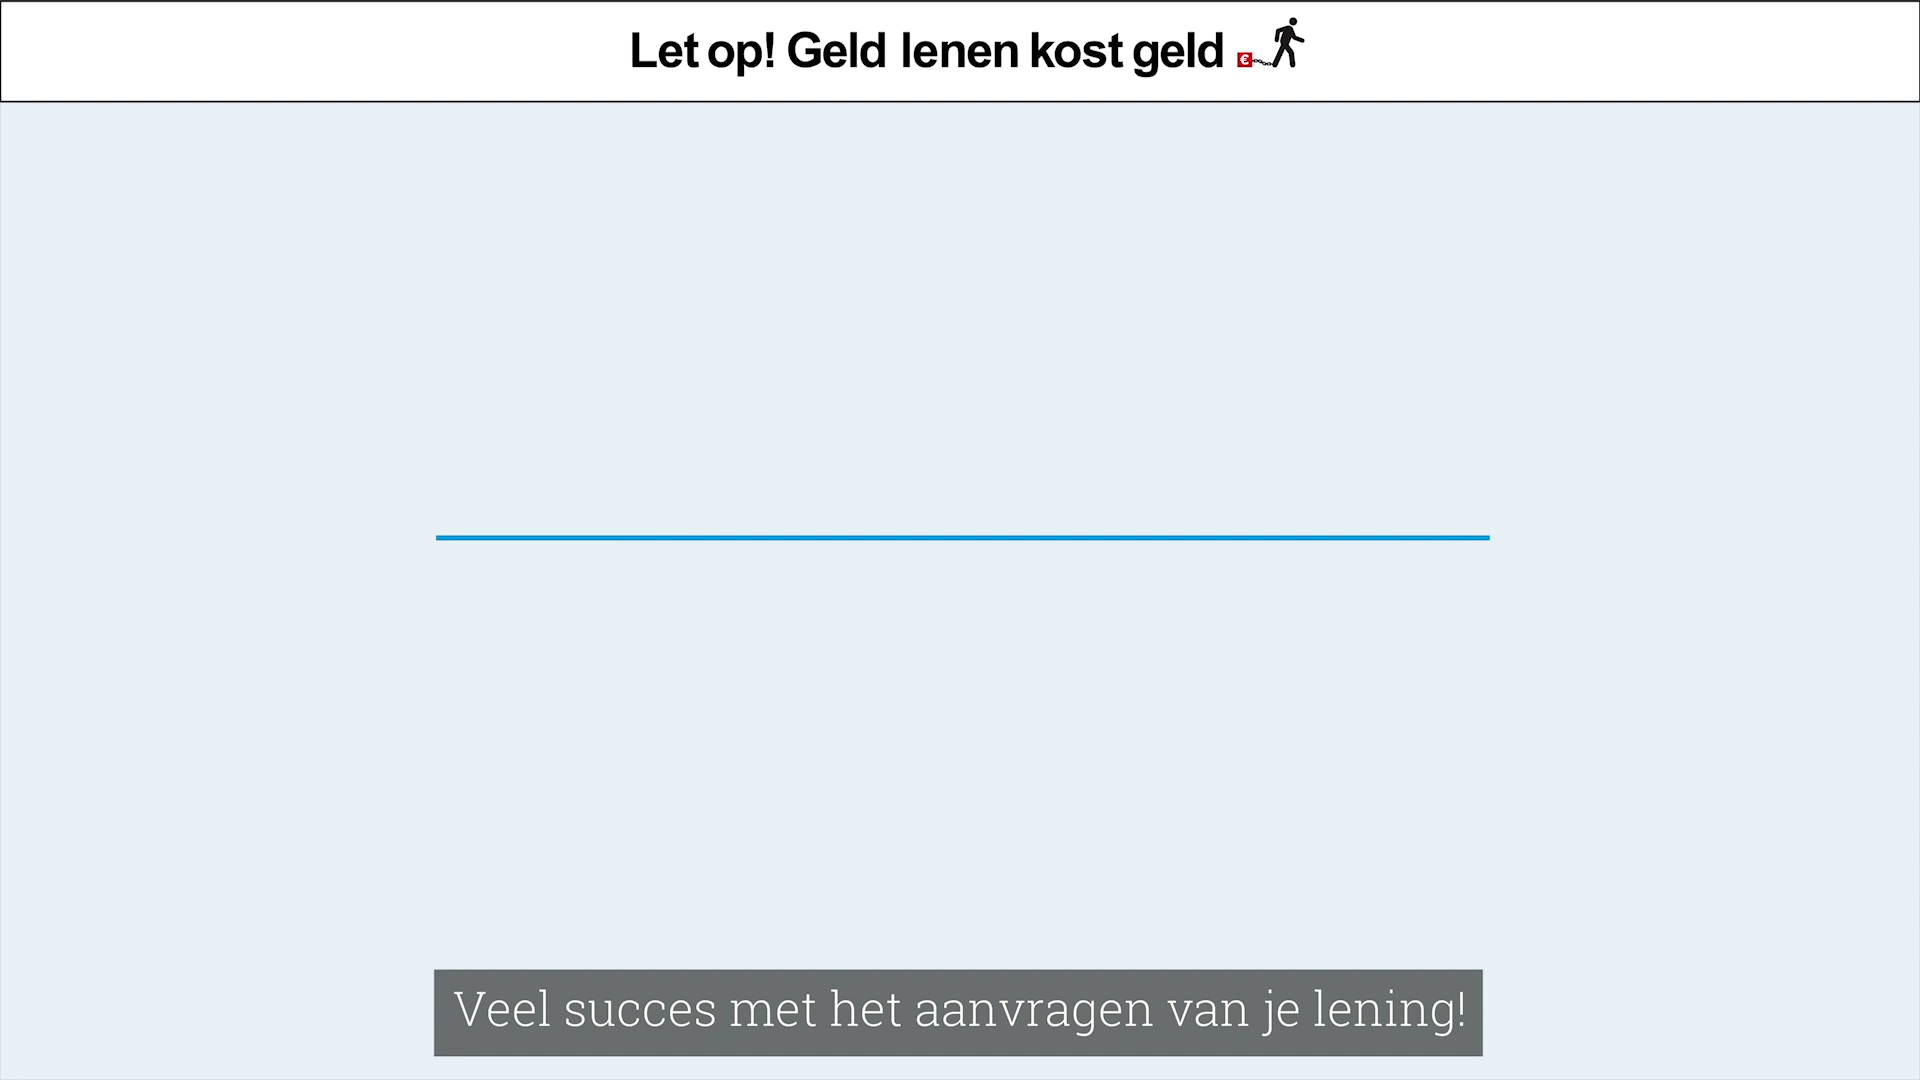 Let op! Geld lenen kost geld €
Veel succes met het aanvragen van je lening!